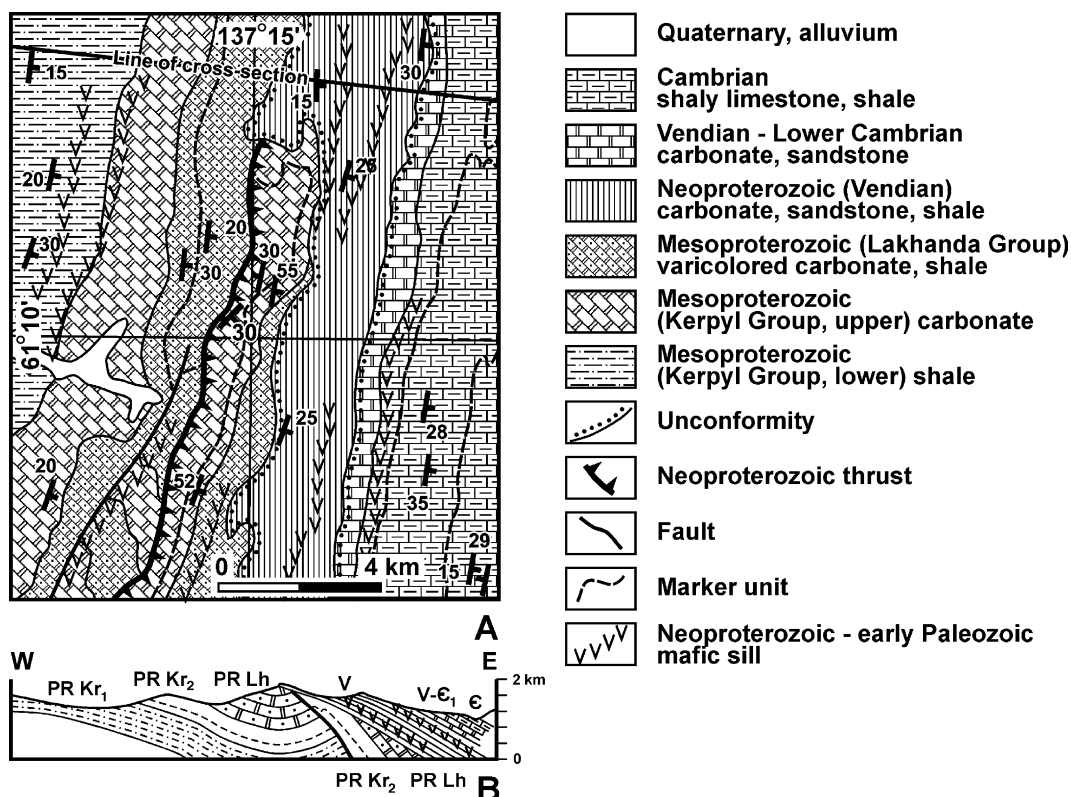 137°15'
Line of cross-section
15
30
15
20
26
30
20
30
30
55
61°10'
30
25
28
20
52
35
29
15
0 4 km
A
W E
PR Kr1 PR Kr2 PR Lh V V-Є1 Є
2 km
0
PR Kr2 PR Lh
B
Quaternary, alluvium
Cambrian
shaly limestone, shale
Vendian - Lower Cambrian
carbonate, sandstone
Neoproterozoic (Vendian)
carbonate, sandstone, shale
Mesoproterozoic (Lakhanda Group)
varicolored carbonate, shale
Mesoproterozoic
(Kerpyl Group, upper) carbonate
Mesoproterozoic
(Kerpyl Group, lower) shale
Unconformity
Neoproterozoic thrust
Fault
Marker unit
Neoproterozoic - early Paleozoic
mafic sill